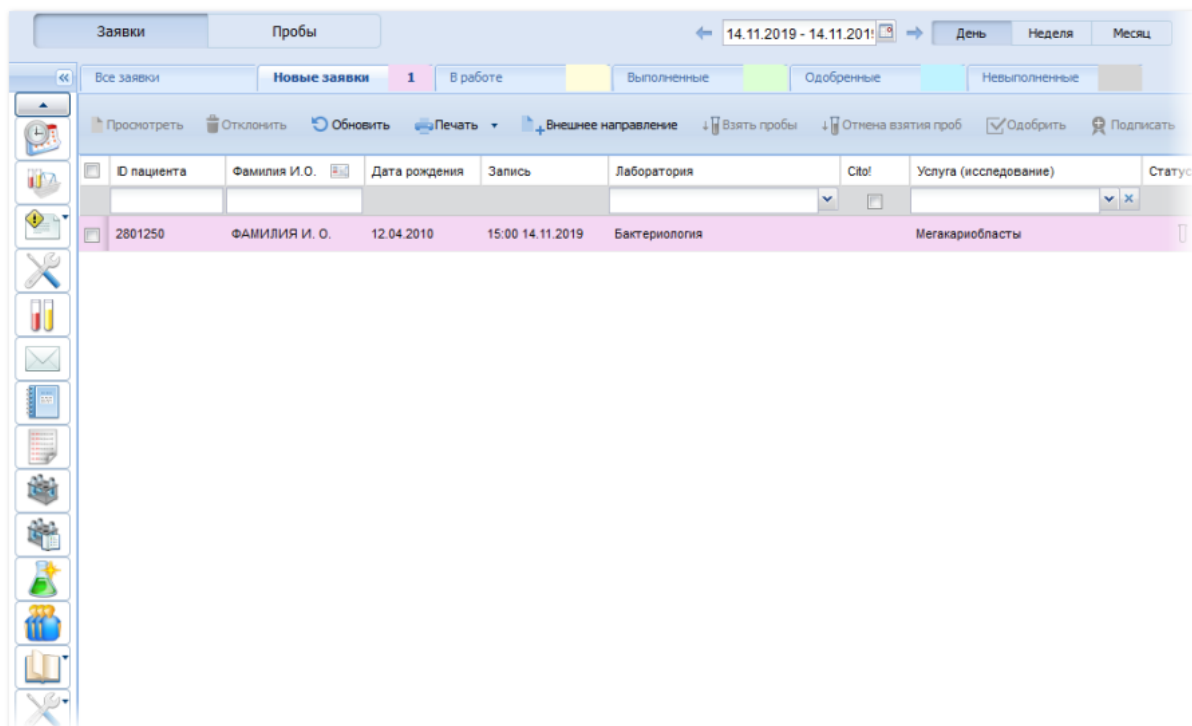 Заявки Пробы 14.11.2019 - 14.11.201 День Неделя Месяц
Все заявки Новые заявки 1 В работе Выполненные Одобренные Невыполненные
Просмотреть Отклонить Обновить Печать Внешнее направление Взять пробы Отмена взятия проб Одобрить Подписать
ID пациента Фамилия И.О. Дата рождения Запись Лаборатория Cito! Услуга (исследование) Статус
2801250 ФАМИЛИЯ И. О. 12.04.2010 15:00 14.11.2019 Бактериология Мегакариобласты